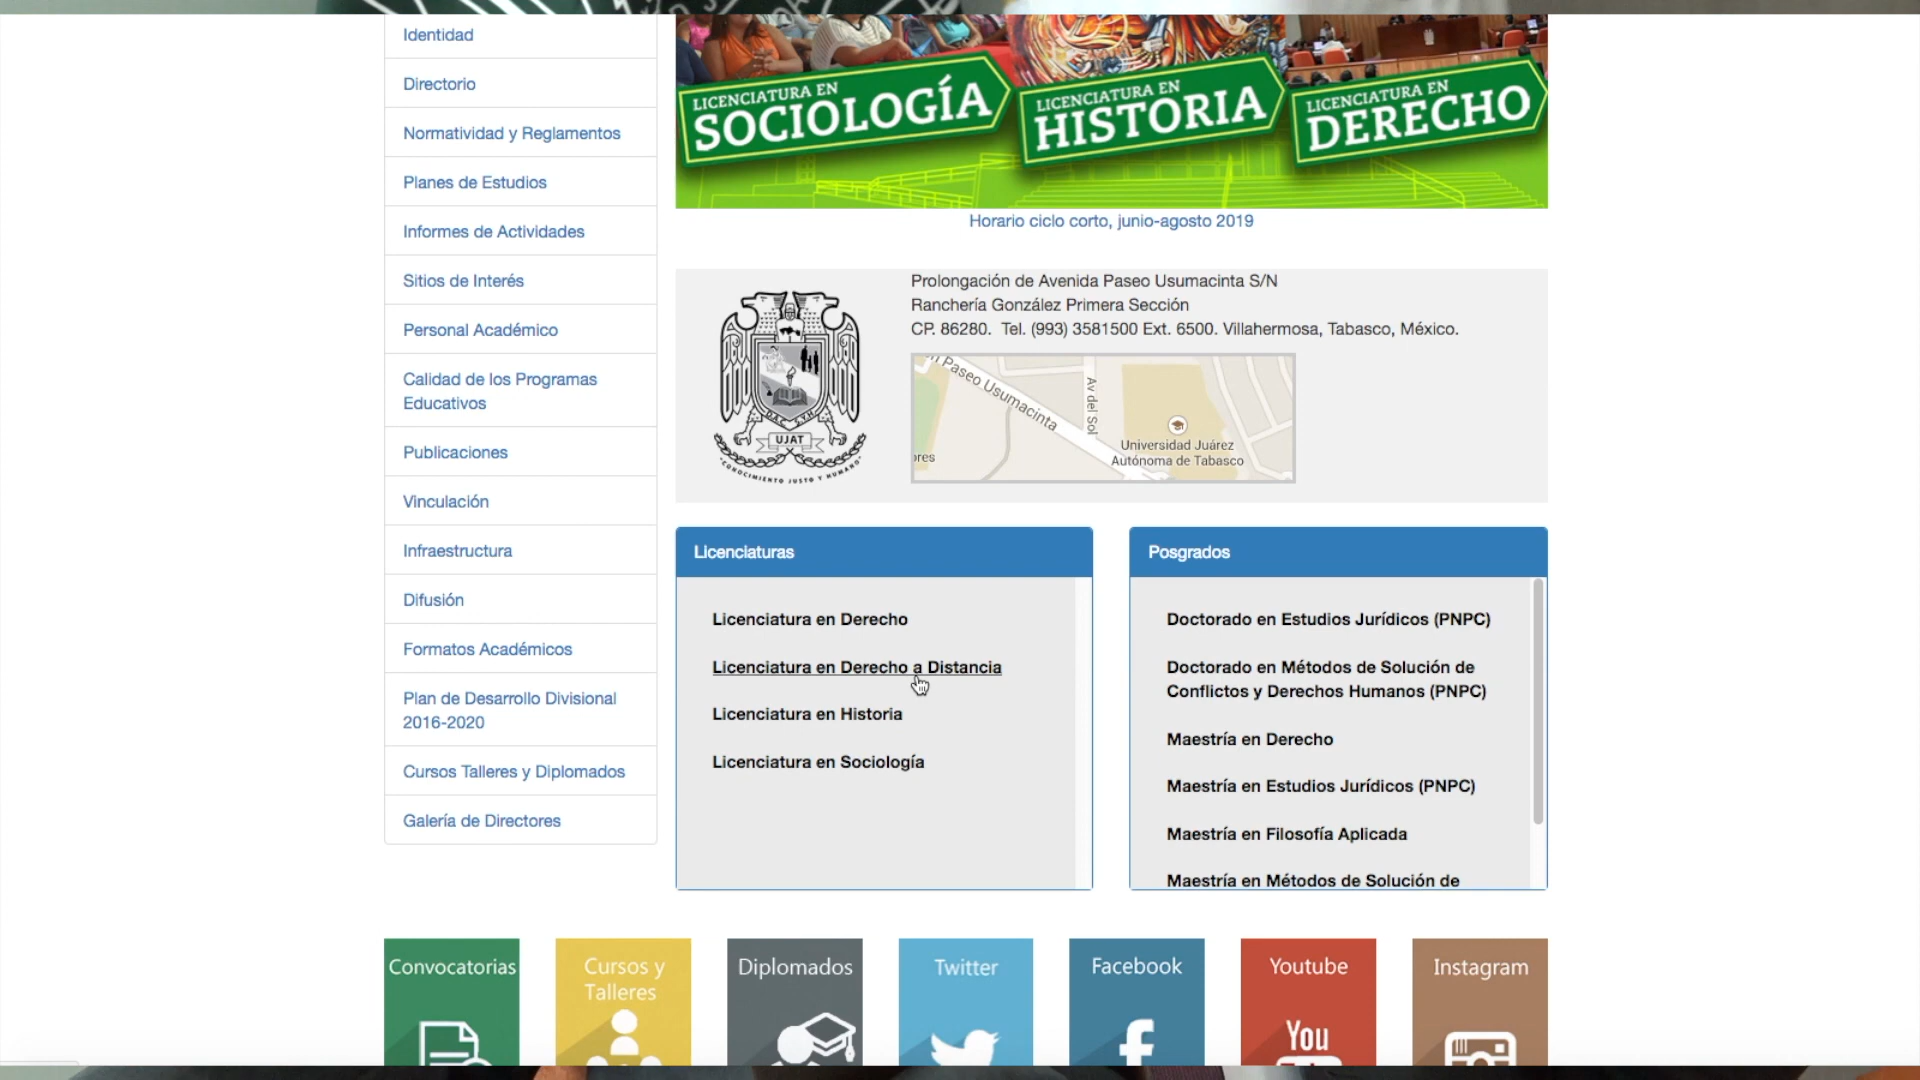 Identidad
Directorio
Normatividad y Reglamentos
Planes de Estudios
Informes de Actividades
Sitios de Interés
Personal Académico
Calidad de los Programas
Educativos
Publicaciones
Vinculación
Infraestructura
Difusión
Formatos Académicos
Plan de Desarrollo Divisional
2016-2020
Cursos Talleres y Diplomados
Galería de Directores
LICENCIATURA EN
SOCIOLOGÍA
LICENCIATURA EN
HISTORIA
LICENCIATURA EN
DERECHO
Horario ciclo corto, junio-agosto 2019
UJAT
Prolongación de Avenida Paseo Usumacinta S/N
Ranchería González Primera Sección
CP. 86280. Tel. (993) 3581500 Ext. 6500. Villahermosa, Tabasco, México.
Paseo Usumacinta
Av del Sol
Universidad Juárez
Autónoma de Tabasco
Licenciaturas
Licenciatura en Derecho
Licenciatura en Derecho a Distancia
Licenciatura en Historia
Licenciatura en Sociología
Posgrados
Doctorado en Estudios Jurídicos (PNPC)
Doctorado en Métodos de Solución de
Conflictos y Derechos Humanos (PNPC)
Maestría en Derecho
Maestría en Estudios Jurídicos (PNPC)
Maestría en Filosofía Aplicada
Maestría en Métodos de Solución de
Convocatorias
Cursos y
Talleres
Diplomados
Twitter
Facebook
Youtube
You
Instagram